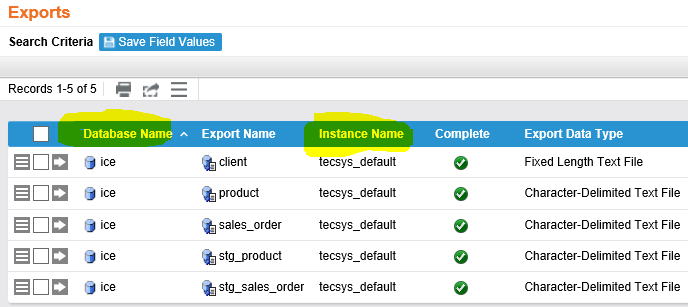 Exports
Search Criteria Save Field Values
Records 1-5 of 5
Database Name Export Name Instance Name Complete Export Data Type
ice client tecsys_default Fixed Length Text File
ice product tecsys_default Character-Delimited Text File
ice sales_order tecsys_default Character-Delimited Text File
ice stg_product tecsys_default Character-Delimited Text File
ice stg_sales_order tecsys_default Character-Delimited Text File